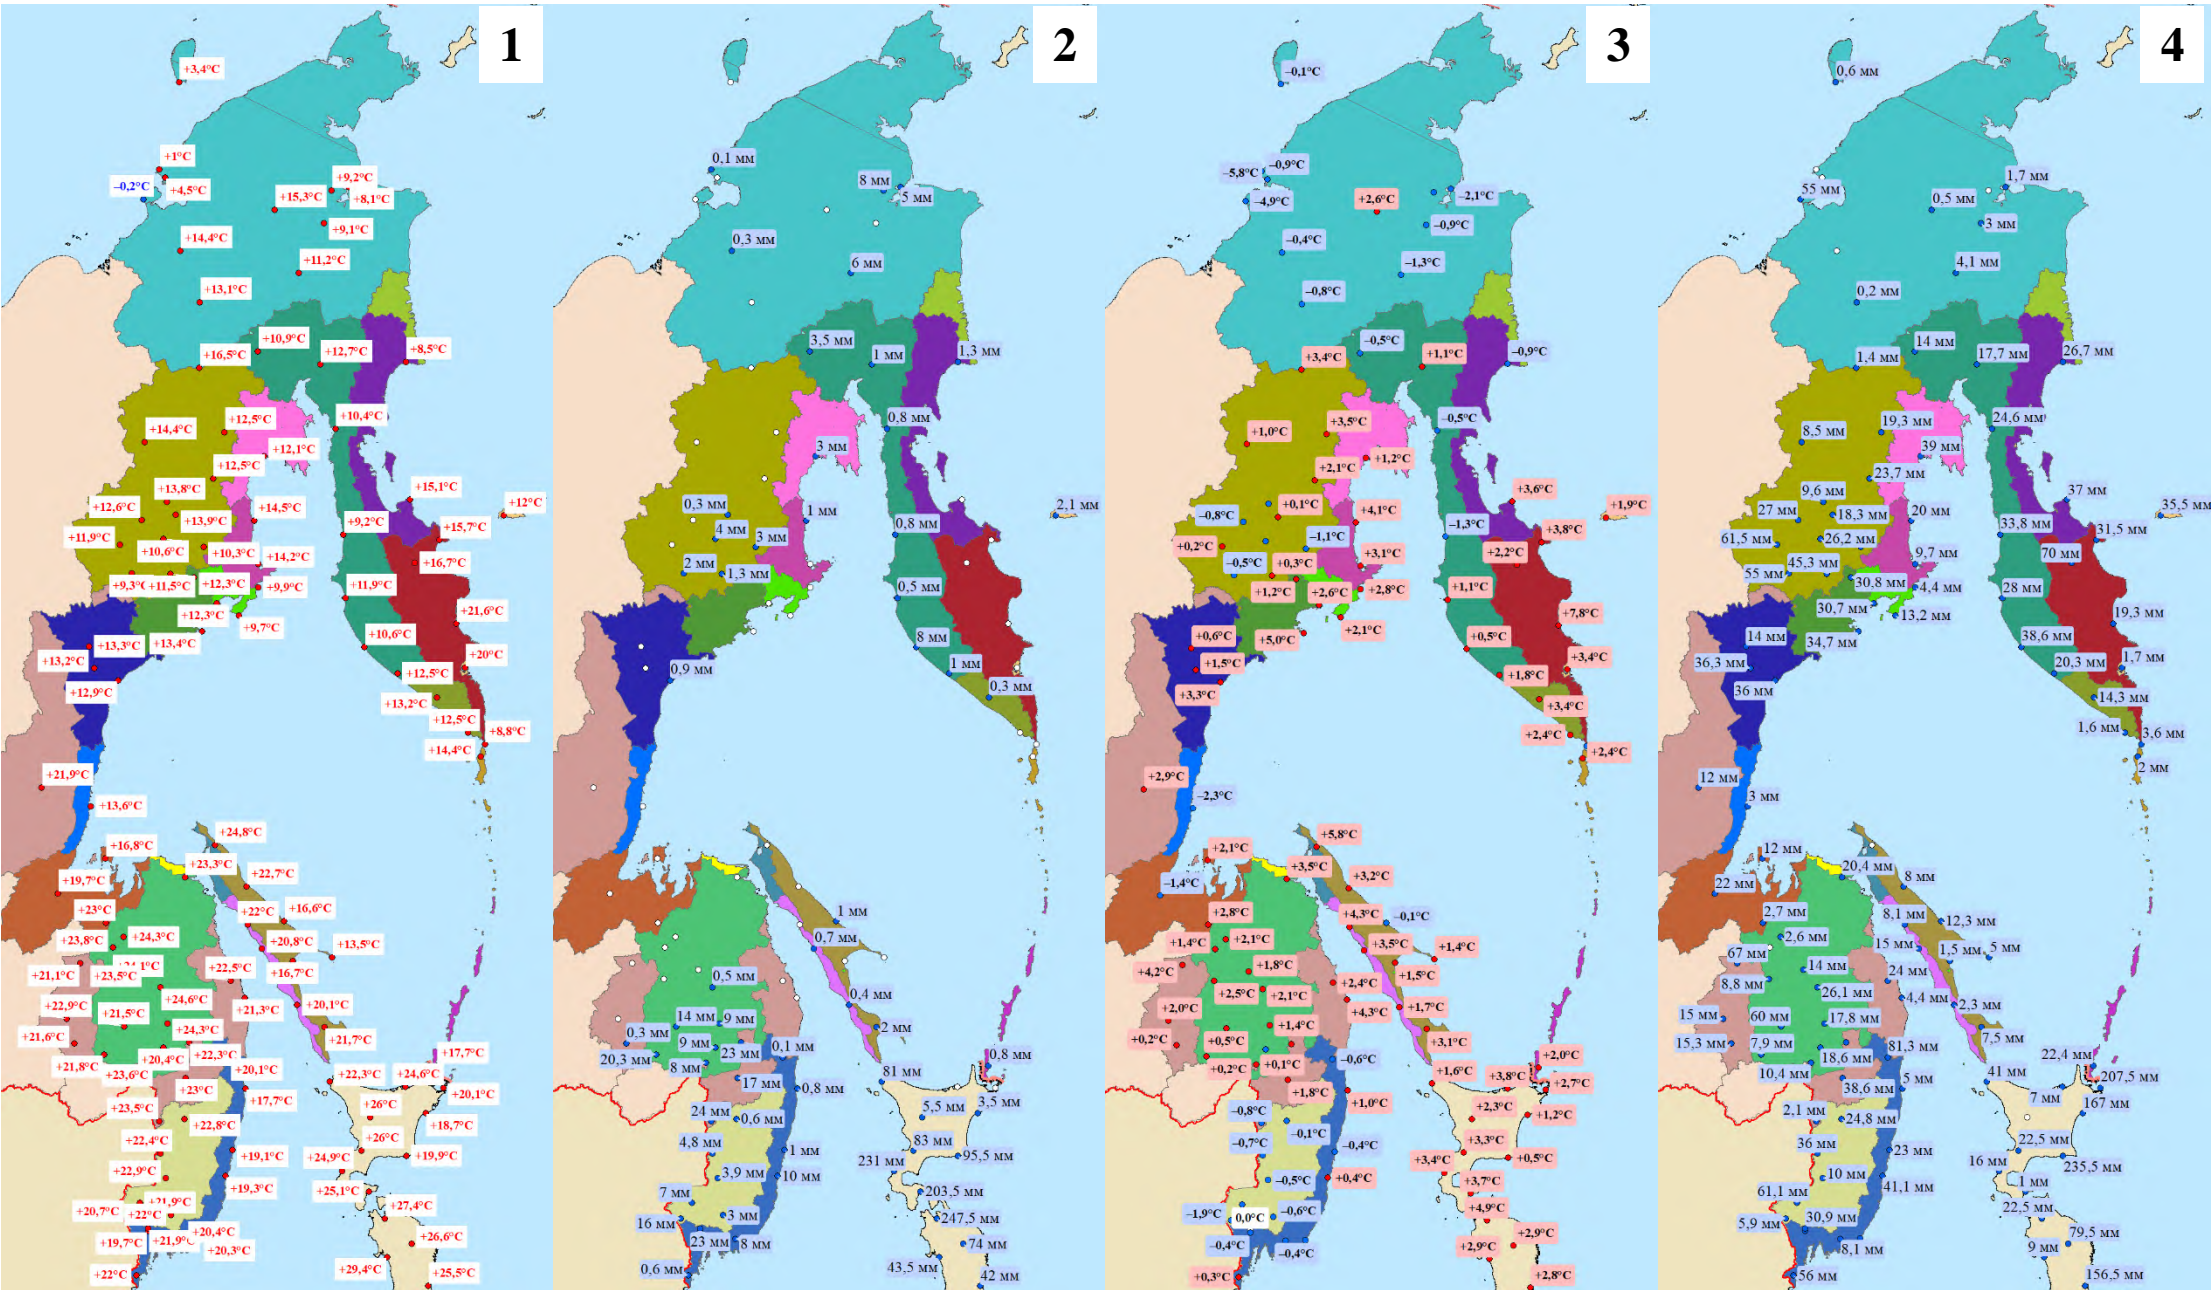 1
+3,4°C
+1°C
–0,2°C
+4,5°C
+9,2°C
+15,3°C
+8,1°C
+9,1°C
+14,4°C
+11,2°C
+13,1°C
+10,9°C
+16,5°C
+12,7°C
+8,5°C
+10,4°C
+12,5°C
+14,4°C
+12,1°C
+12,5°C
+13,8°C
+15,1°C
+12°C
+12,6°C
+14,5°C
+13,9°C
+9,2°C
+15,7°C
+11,9°C
+10,6°C
+10,3°C
+14,2°C
+16,7°C
+11,5°C
+12,3°C
+9,9°C
+11,9°C
+21,6°C
+12,3°C
+9,7°C
+10,6°C
+13,3°C
+13,4°C
+13,2°C
+20°C
+12,5°C
+12,9°C
+13,2°C
+12,5°C
+8,8°C
+14,4°C
+21,9°C
+13,6°C
+24,8°C
+16,8°C
+23,3°C
+19,7°C
+22,7°C
+23°C
+22°C
+16,6°C
+23,8°C
+24,3°C
+20,8°C
+13,5°C
+21,1°C
+23,5°C
+22,5°C
+16,7°C
+22,9°C
+24,6°C
+21,3°C
+20,1°C
+21,5°C
+24,3°C
+21,6°C
+21,7°C
+21,8°C
+20,4°C
+22,3°C
+17,7°C
+23,6°C
+20,1°C
+22,3°C
+24,6°C
+23°C
+17,7°C
+20,1°C
+23,5°C
+26°C
+22,8°C
+18,7°C
+22,4°C
+26°C
+19,1°C
+24,9°C
+19,9°C
+22,9°C
+19,3°C
+25,1°C
+21,9°C
+20,7°C
+22°C
+27,4°C
+20,4°C
+19,7°C
+21,9°C
+20,3°C
+26,6°C
+22°C
+29,4°C
+25,5°C
2
0,1 мм
8 мм
5 мм
0,3 мм
6 мм
3,5 мм
1 мм
1,3 мм
0,8 мм
3 мм
0,3 мм
1 мм
2,1 мм
4 мм
3 мм
0,8 мм
2 мм
1,3 мм
0,5 мм
8 мм
0,9 мм
1 мм
0,3 мм
1 мм
0,7 мм
0,5 мм
0,4 мм
14 мм
9 мм
2 мм
0,3 мм
9 мм
23 мм
0,1 мм
20,3 мм
8 мм
0,8 мм
17 мм
81 мм
0,8 мм
24 мм
0,6 мм
5,5 мм
3,5 мм
4,8 мм
83 мм
1 мм
231 мм
95,5 мм
3,9 мм
10 мм
7 мм
203,5 мм
16 мм
3 мм
247,5 мм
23 мм
8 мм
74 мм
0,6 мм
43,5 мм
42 мм
3
–0,1°C
–0,9°C
–5,8°C
–4,9°C
+2,6°C
–2,1°C
–0,9°C
–0,4°C
–1,3°C
–0,8°C
–0,5°C
+3,4°C
+1,1°C
–0,9°C
–0,5°C
+3,5°C
+1,0°C
+1,2°C
+2,1°C
+3,6°C
+0,1°C
+1,9°C
–0,8°C
+4,1°C
–1,3°C
+3,8°C
–1,1°C
+0,2°C
+3,1°C
+2,2°C
–0,5°C
+0,3°C
+1,2°C
+2,6°C
+2,8°C
+1,1°C
+7,8°C
+2,1°C
+0,6°C
+5,0°C
+0,5°C
+1,5°C
+3,4°C
+1,8°C
+3,3°C
+3,4°C
+2,4°C
+2,4°C
+2,9°C
–2,3°C
+5,8°C
+2,1°C
+3,5°C
–1,4°C
+3,2°C
+2,8°C
+4,3°C
–0,1°C
+1,4°C
+2,1°C
+3,5°C
+1,4°C
+4,2°C
+1,8°C
+1,5°C
+2,5°C
+2,1°C
+2,4°C
+2,0°C
+4,3°C
+1,7°C
+0,2°C
+0,5°C
+1,4°C
+3,1°C
–0,6°C
+2,0°C
+0,2°C
+0,1°C
+1,6°C
+3,8°C
+2,7°C
+1,8°C
+1,0°C
–0,8°C
+2,3°C
+1,2°C
–0,1°C
–0,7°C
–0,4°C
+3,3°C
+3,4°C
+0,5°C
–0,5°C
+0,4°C
+3,7°C
–1,9°C
0,0°C
–0,6°C
+4,9°C
–0,4°C
–0,4°C
+2,9°C
+2,9°C
+0,3°C
+2,8°C
4
0,6 мм
1,7 мм
55 мм
0,5 мм
3 мм
4,1 мм
0,2 мм
14 мм
1,4 мм
17,7 мм
26,7 мм
24,6 мм
19,3 мм
8,5 мм
39 мм
23,7 мм
9,6 мм
37 мм
35,5 мм
27 мм
18,3 мм
20 мм
33,8 мм
31,5 мм
61,5 мм
26,2 мм
9,7 мм
70 мм
55 мм
45,3 мм
30,8 мм
4,4 мм
28 мм
30,7 мм
13,2 мм
19,3 мм
14 мм
34,7 мм
38,6 мм
36,3 мм
20,3 мм
1,7 мм
36 мм
14,3 мм
1,6 мм
3,6 мм
2 мм
12 мм
3 мм
12 мм
20,4 мм
22 мм
8 мм
2,7 мм
8,1 мм
12,3 мм
2,6 мм
67 мм
15 мм
1,5 мм
5 мм
14 мм
24 мм
8,8 мм
26,1 мм
4,4 мм
2,3 мм
15 мм
60 мм
17,8 мм
7,5 мм
15,3 мм
7,9 мм
18,6 мм
81,3 мм
22,4 мм
10,4 мм
38,6 мм
5 мм
41 мм
207,5 мм
7 мм
167 мм
2,1 мм
24,8 мм
36 мм
23 мм
22,5 мм
16 мм
235,5 мм
10 мм
41,1 мм
1 мм
61,1 мм
5,9 мм
30,9 мм
22,5 мм
8,1 мм
79,5 мм
9 мм
56 мм
156,5 мм